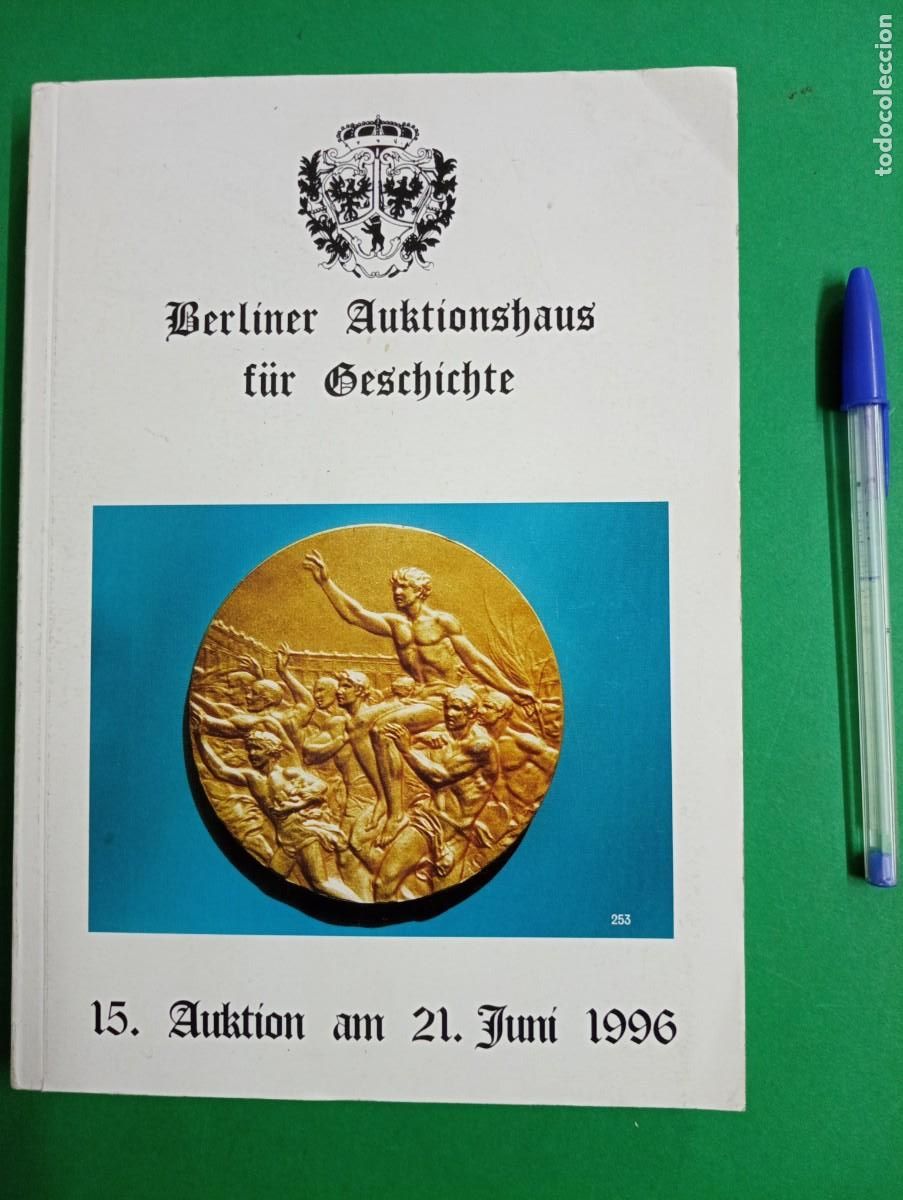 Berliner Auktionshaus
für Geschichte
253
15. Auktion am 21. Juni 1996
todocoleccion